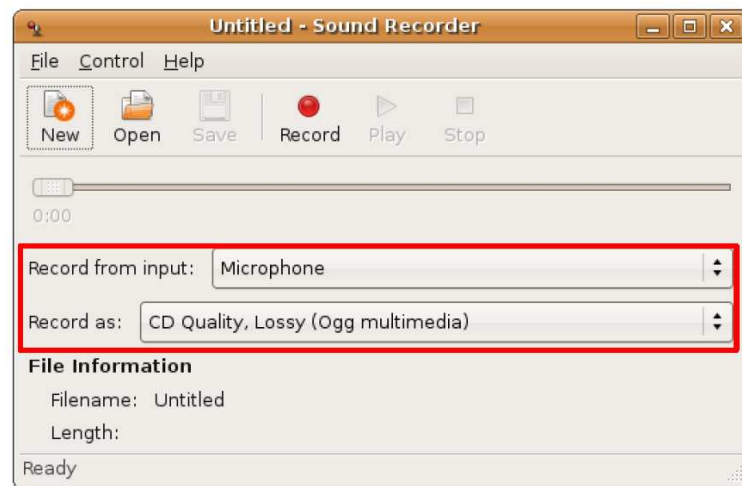 Untitled - Sound Recorder
File Control Help
New Open Save Record Play Stop
0:00
Record from input: Microphone
Record as: CD Quality, Lossy (Ogg multimedia)
File Information
Filename: Untitled
Length:
Ready